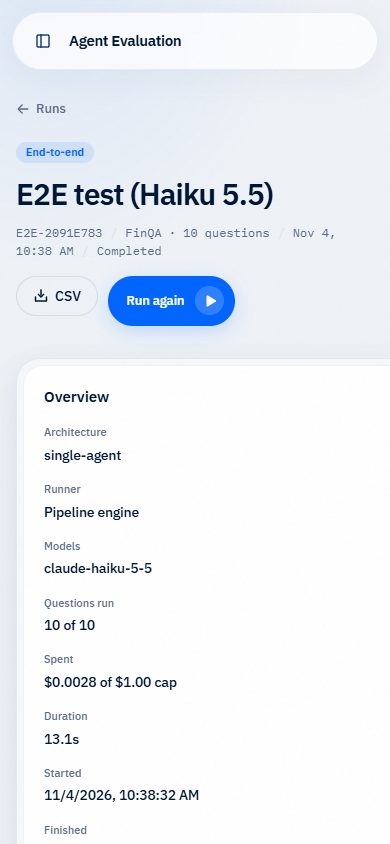 Agent Evaluation
Runs
End-to-end
E2E test (Haiku 5.5)
E2E-2091E783 / FinQA · 10 questions / Nov 4,
10:38 AM / Completed
CSV
Run again
Overview
Architecture
single-agent
Runner
Pipeline engine
Models
claude-haiku-5-5
Questions run
10 of 10
Spent
$0.0028 of $1.00 cap
Duration
13.1s
Started
11/4/2026, 10:38:32 AM
Finished